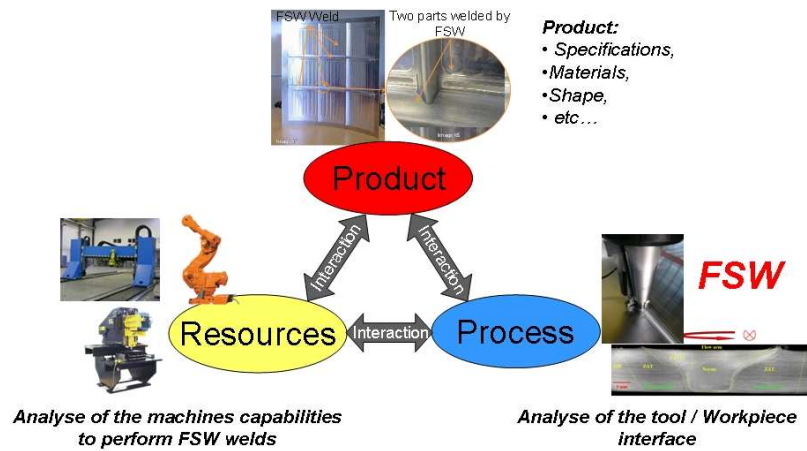 FSW Weld
Two parts welded by
FSW
Product:
• Specifications,
•Materials,
•Shape,
• etc…
Product
Interaction
Interaction
FSW
Resources
Interaction
Process
Analyse of the machines capabilities
to perform FSW welds
Analyse of the tool / Workpiece
interface